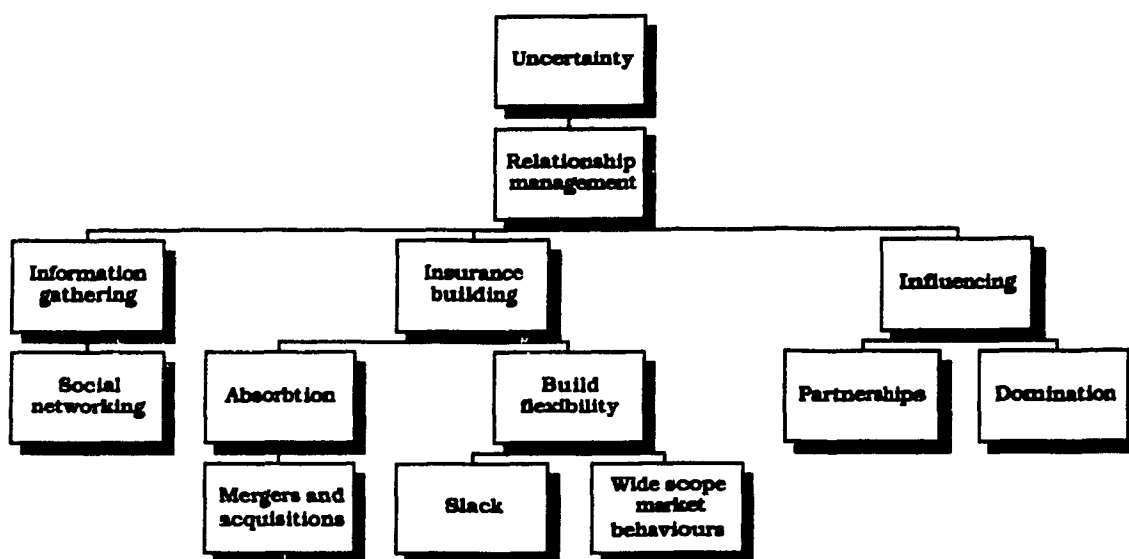 Uncertainty
Relationship
management
Information
gathering
Insurance
building
Influencing
Social
networking
Absorbtion
Build
flexibility
Partnerships
Domination
Mergers and
acquisitions
Slack
Wide scope
market
behaviours